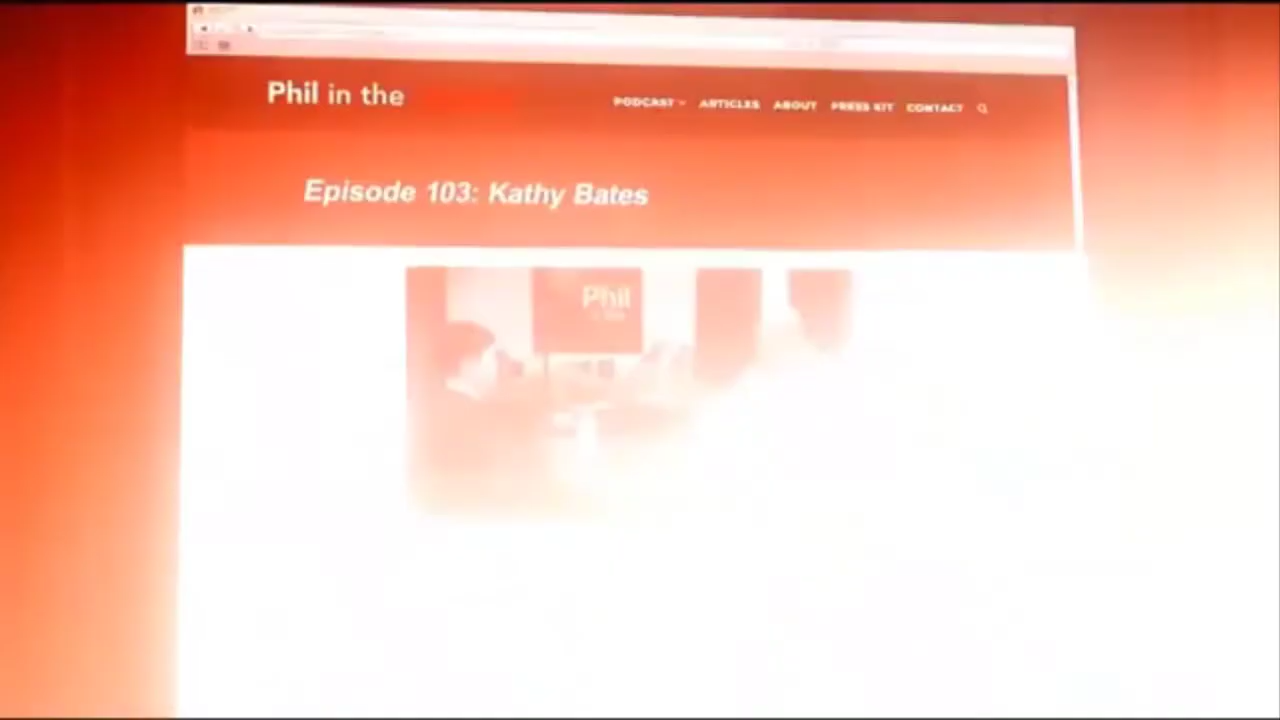 Phil in the
PODCAST ARTICLES ABOUT PRESS KIT CONTACT
Episode 103: Kathy Bates
Phil